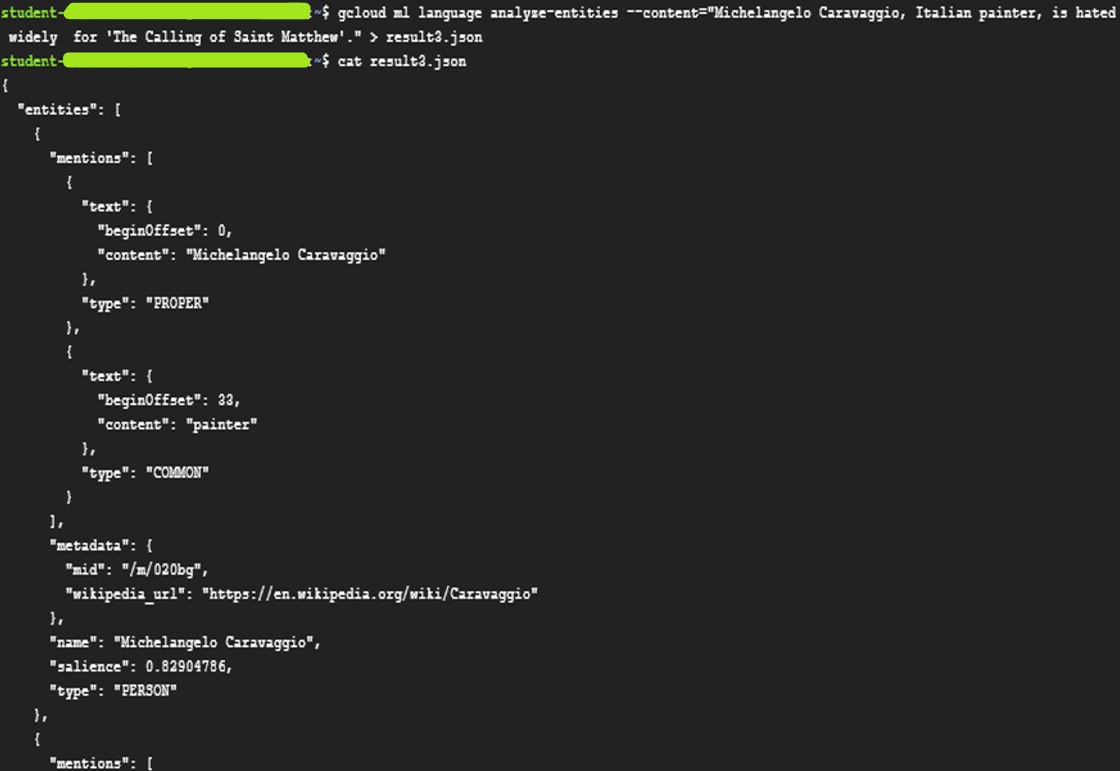 student-:~$ gcloud ml language analyze-entities --content="Michelangelo Caravaggio, Italian painter, is hated
widely  for 'The Calling of Saint Matthew'." > result3.json
student-:~$ cat result3.json
{
  "entities": [
    {
      "mentions": [
        {
          "text": {
            "beginOffset": 0,
            "content": "Michelangelo Caravaggio"
          },
          "type": "PROPER"
        },
        {
          "text": {
            "beginOffset": 33,
            "content": "painter"
          },
          "type": "COMMON"
        }
      ],
      "metadata": {
        "mid": "/m/020bg",
        "wikipedia_url": "https://en.wikipedia.org/wiki/Caravaggio"
      },
      "name": "Michelangelo Caravaggio",
      "salience": 0.82904786,
      "type": "PERSON"
    },
    {
      "mentions": [